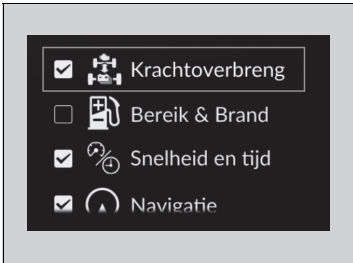 Krachtoverbreng
Bereik & Brand
Snelheid en tijd
Navigatie